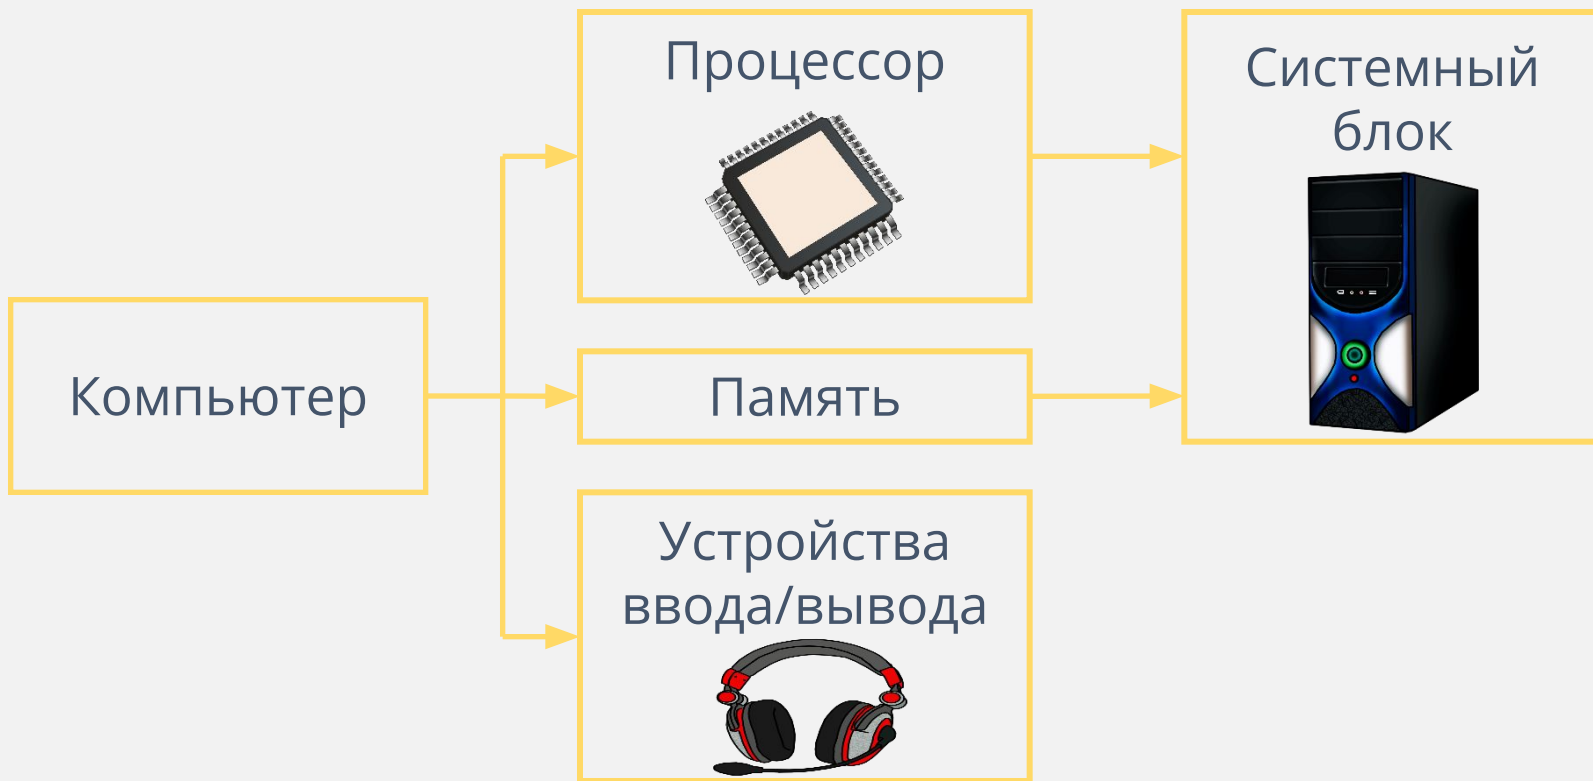 Процессор
Системный
блок
Компьютер
Память
Устройства
ввода/вывода